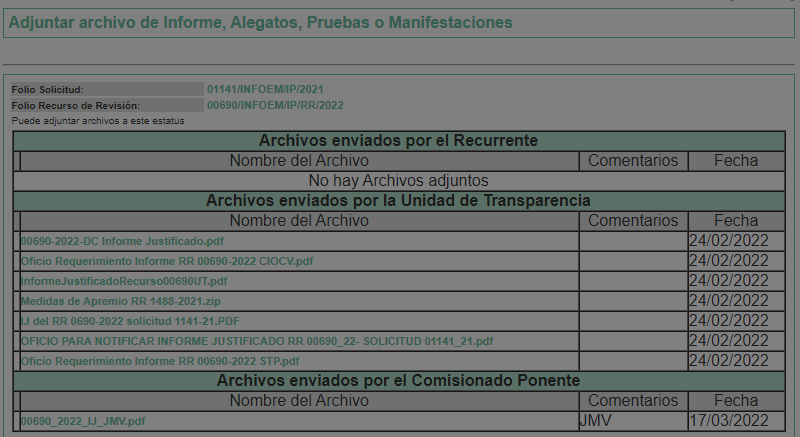 Adjuntar archivo de Informe, Alegatos, Pruebas o Manifestaciones
Folio Solicitud: 01141/INFOEM/IP/2021
Folio Recurso de Revisión: 00690/INFOEM/IP/RR/2022
Puede adjuntar archivos a este estatus
Archivos enviados por el Recurrente
Nombre del Archivo Comentarios Fecha
No hay Archivos adjuntos
Archivos enviados por la Unidad de Transparencia
Nombre del Archivo Comentarios Fecha
00690-2022-DC Informe Justificado.pdf 24/02/2022
Oficio Requerimiento Informe RR 00690-2022 CIOCV.pdf 24/02/2022
InformeJustificadoRecurso00690UT.pdf 24/02/2022
Medidas de Apremio RR 1488-2021.zip 24/02/2022
IJ del RR 0690-2022 solicitud 1141-21.PDF 24/02/2022
OFICIO PARA NOTIFICAR INFORME JUSTIFICADO RR 00690_22- SOLICITUD 01141_21.pdf 24/02/2022
Oficio Requerimiento Informe RR 00690-2022 STP.pdf 24/02/2022
Archivos enviados por el Comisionado Ponente
Nombre del Archivo Comentarios Fecha
00690_2022_IJ_JMV.pdf JMV 17/03/2022